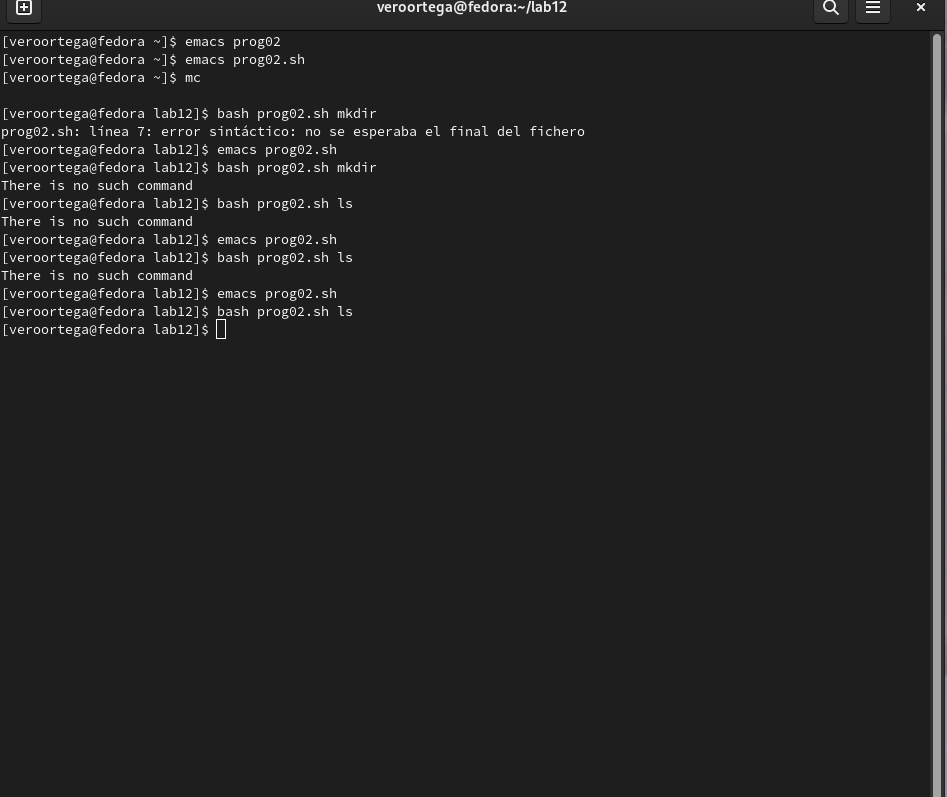 veroortega@fedora:~/lab12
[veroortega@fedora ~]$ emacs prog02
[veroortega@fedora ~]$ emacs prog02.sh
[veroortega@fedora ~]$ mc
[veroortega@fedora lab12]$ bash prog02.sh mkdir
prog02.sh: línea 7: error sintáctico: no se esperaba el final del fichero
[veroortega@fedora lab12]$ emacs prog02.sh
[veroortega@fedora lab12]$ bash prog02.sh mkdir
There is no such command
[veroortega@fedora lab12]$ bash prog02.sh ls
There is no such command
[veroortega@fedora lab12]$ emacs prog02.sh
[veroortega@fedora lab12]$ bash prog02.sh ls
There is no such command
[veroortega@fedora lab12]$ emacs prog02.sh
[veroortega@fedora lab12]$ bash prog02.sh ls
[veroortega@fedora lab12]$